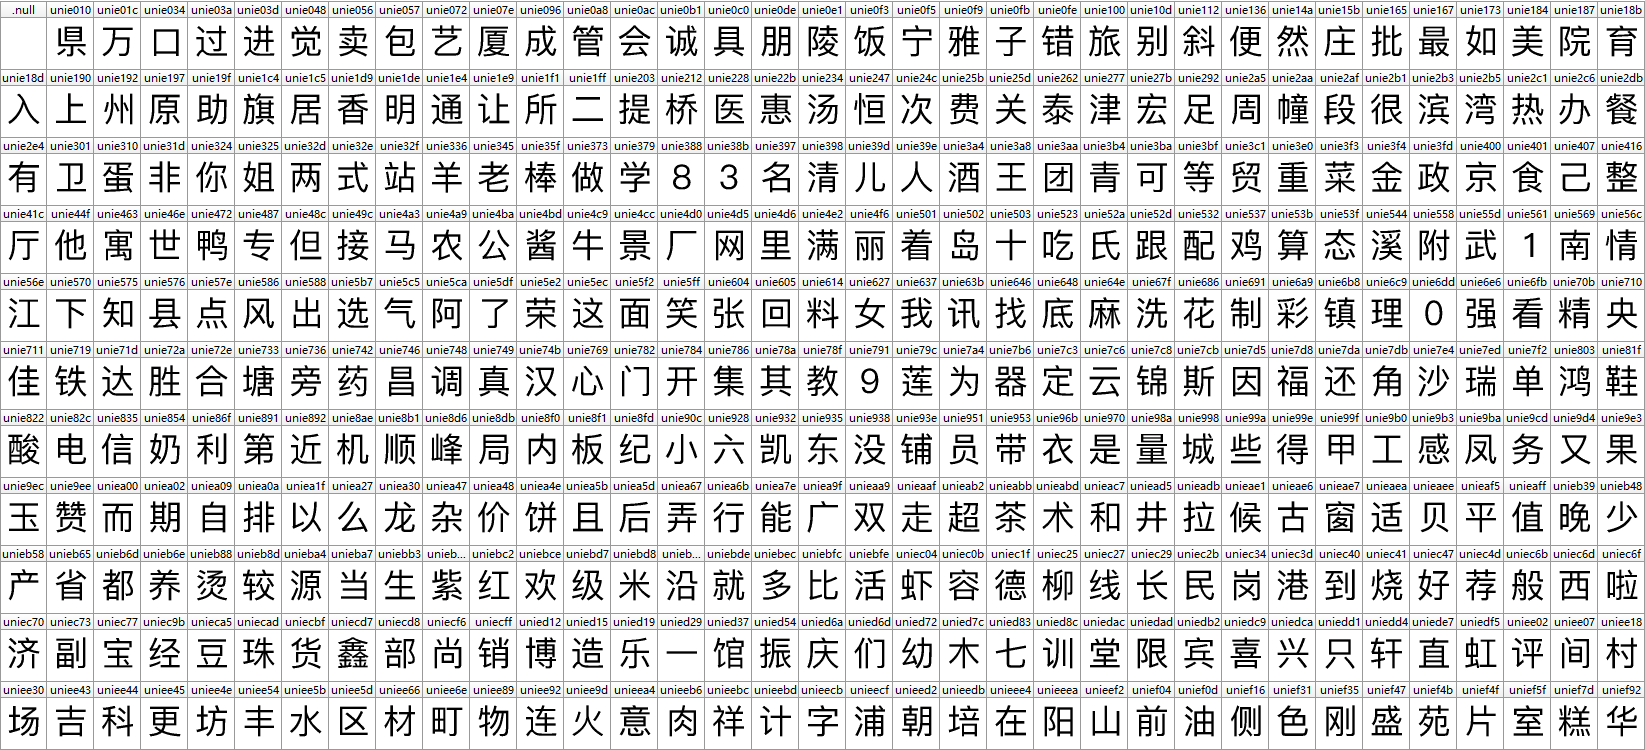 .null unie010 unie01c unie034 unie03a unie03d unie048 unie056 unie057 unie072 unie07e unie096 unie0a8 unie0ac unie0b1 unie0c0 unie0de unie0e1 unie0f3 unie0f5 unie0f9 unie0fb unie0fe unie100 unie10d unie112 unie136 unie14a unie15b unie165 unie167 unie173 unie184 unie187 unie18b
県 万 口 过 进 觉 卖 包 艺 厦 成 管 会 诚 具 朋 陵 饭 宁 雅 子 错 旅 别 斜 便 然 庄 批 最 如 美 院 育
unie18d unie190 unie192 unie197 unie19f unie1c4 unie1c5 unie1d9 unie1de unie1e4 unie1e9 unie1f1 unie1ff unie203 unie212 unie228 unie22b unie234 unie247 unie24c unie25b unie25d unie262 unie277 unie27b unie292 unie2a5 unie2aa unie2af unie2b1 unie2b3 unie2b5 unie2c1 unie2c6 unie2db
入 上 州 原 助 旗 居 香 明 通 让 所 二 提 桥 医 惠 汤 恒 次 费 关 泰 津 宏 足 周 幢 段 很 滨 湾 热 办 餐
unie2e4 unie301 unie310 unie31d unie324 unie325 unie32d unie32e unie32f unie336 unie345 unie35f unie373 unie379 unie388 unie38b unie397 unie398 unie39d unie39e unie3a4 unie3a8 unie3aa unie3b4 unie3ba unie3bf unie3c1 unie3e0 unie3f3 unie3f4 unie3fd unie400 unie401 unie407 unie416
有 卫 蛋 非 你 姐 两 式 站 羊 老 棒 做 学 8 3 名 清 儿 人 酒 王 团 青 可 等 贸 重 菜 金 政 京 食 己 整
unie41c unie44f unie463 unie46e unie472 unie487 unie48c unie49c unie4a3 unie4a9 unie4ba unie4bd unie4c9 unie4cc unie4d0 unie4d5 unie4d6 unie4e2 unie4f6 unie501 unie502 unie503 unie523 unie52a unie52d unie532 unie537 unie53b unie53f unie544 unie558 unie55d unie561 unie569 unie56c
厅 他 寓 世 鸭 专 但 接 马 农 公 酱 牛 景 厂 网 里 满 丽 着 岛 十 吃 氏 跟 配 鸡 算 态 溪 附 武 1 南 情
unie56e unie570 unie575 unie576 unie57e unie586 unie588 unie5b7 unie5c5 unie5ca unie5df unie5e2 unie5ec unie5f2 unie5ff unie604 unie605 unie614 unie627 unie637 unie63b unie646 unie648 unie64e unie67f unie686 unie691 unie6a9 unie6b8 unie6c9 unie6dd unie6e6 unie6fb unie70b unie710
江 下 知 县 点 风 出 选 气 阿 了 荣 这 面 笑 张 回 料 女 我 讯 找 底 麻 洗 花 制 彩 镇 理 0 强 看 精 央
unie711 unie719 unie71d unie72a unie72e unie733 unie736 unie742 unie746 unie748 unie749 unie74b unie769 unie782 unie784 unie786 unie78a unie78f unie791 unie79c unie7a4 unie7b6 unie7c3 unie7c6 unie7c8 unie7cb unie7d5 unie7d8 unie7da unie7db unie7e4 unie7ed unie7f2 unie803 unie81f
佳 铁 达 胜 合 塘 旁 药 昌 调 真 汉 心 门 开 集 其 教 9 莲 为 器 定 云 锦 斯 因 福 还 角 沙 瑞 单 鸿 鞋
unie822 unie82c unie835 unie854 unie86f unie891 unie892 unie8ae unie8b1 unie8d6 unie8db unie8f0 unie8f1 unie8fd unie90c unie928 unie932 unie935 unie938 unie93e unie951 unie953 unie96b unie970 unie98a unie998 unie99a unie99e unie99f unie9b0 unie9b3 unie9ba unie9cd unie9d4 unie9e3
酸 电 信 奶 利 第 近 机 顺 峰 局 内 板 纪 小 六 凯 东 没 铺 员 带 衣 是 量 城 些 得 甲 工 感 凤 务 又 果
unie9ec unie9ee uniea00 uniea02 uniea09 uniea0a uniea1f uniea27 uniea30 uniea47 uniea48 uniea4e uniea5b uniea5d uniea67 uniea6b uniea7e uniea9f unieaa9 unieaaf unieab2 unieabb unieabd unieac7 uniead5 unieadb unieae1 unieae6 unieae7 unieaea unieaee unieaf5 unieaff unieb39 unieb48
玉 赞 而 期 自 排 以 么 龙 杂 价 饼 且 后 弄 行 能 广 双 走 超 茶 术 和 井 拉 候 古 窗 适 贝 平 值 晚 少
unieb58 unieb65 unieb6d unieb6e unieb88 unieb8d unieba4 unieba7 uniebb3 unieb... uniebc2 uniebce uniebd7 uniebd8 unieb... uniebde uniebec uniebfc uniebfe uniec04 uniec0b uniec1f uniec25 uniec27 uniec29 uniec2b uniec34 uniec3d uniec40 uniec41 uniec47 uniec4d uniec6b uniec6d uniec6f
产 省 都 养 烫 较 源 当 生 紫 红 欢 级 米 沿 就 多 比 活 虾 容 德 柳 线 长 民 岗 港 到 烧 好 荐 般 西 啦
uniec70 uniec73 uniec77 uniec9b unieca5 uniecad uniecbf uniecd7 uniecd8 uniecf6 uniecff unied12 unied15 unied19 unied29 unied37 unied54 unied6a unied6d unied72 unied7c unied83 unied8c uniedac uniedad uniedb2 uniedc9 uniedca uniedd1 uniedd4 uniede7 uniedf5 uniee02 uniee07 uniee18
济 副 宝 经 豆 珠 货 鑫 部 尚 销 博 造 乐 一 馆 振 庆 们 幼 木 七 训 堂 限 宾 喜 兴 只 轩 直 虹 评 间 村
uniee30 uniee43 uniee44 uniee45 uniee4e uniee54 uniee5b uniee5d uniee66 uniee6e uniee89 uniee92 uniee9d unieea4 unieeb6 unieebc unieebd unieecb unieecf unieed2 unieedb unieee4 unieeea unieef2 unief04 unief0d unief16 unief31 unief35 unief47 unief4b unief4f unief5f unief7d unief92
场 吉 科 更 坊 丰 水 区 材 町 物 连 火 意 肉 祥 计 字 浦 朝 培 在 阳 山 前 油 侧 色 刚 盛 苑 片 室 糕 华